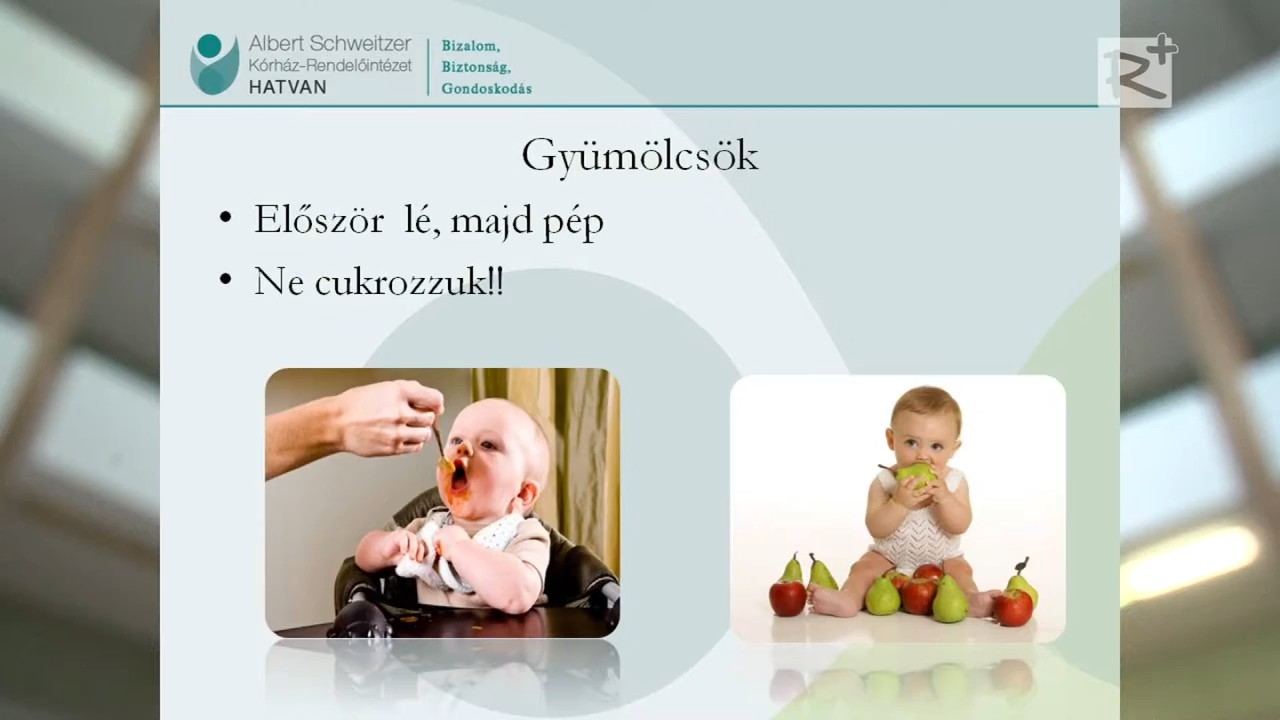 Albert Schweitzer
Kórház-Rendelőintézet
HATVAN
Bizalom,
Biztonság,
Gondoskodás
R+
Gyümölcsök
• Először lé, majd pép
• Ne cukrozzuk!!